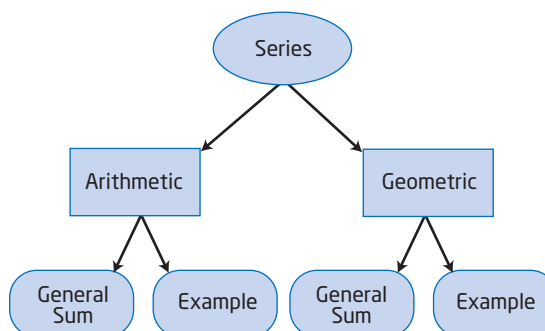 Series
Arithmetic
Geometric
General
Sum
Example
General
Sum
Example